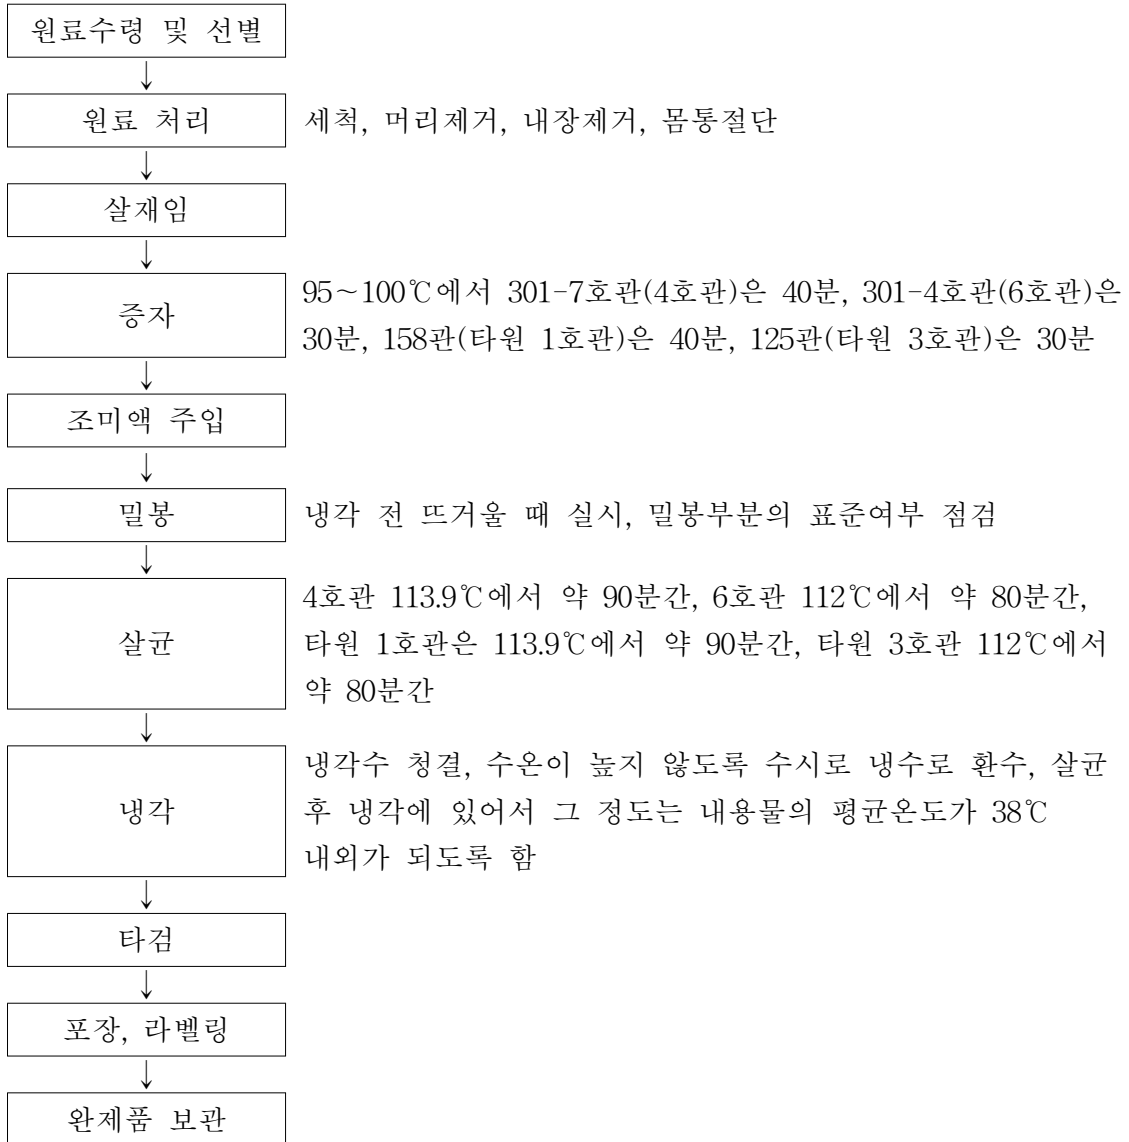 원료수령 및 선별
원료 처리
세척, 머리제거, 내장제거, 몸통절단
살재임
증자
95~100℃에서 301-7호관(4호관)은 40분, 301-4호관(6호관)은
30분, 158관(타원 1호관)은 40분, 125관(타원 3호관)은 30분
조미액 주입
밀봉
냉각 전 뜨거울 때 실시, 밀봉부분의 표준여부 점검
살균
4호관 113.9℃에서 약 90분간, 6호관 112℃에서 약 80분간,
타원 1호관은 113.9℃에서 약 90분간, 타원 3호관 112℃에서
약 80분간
냉각
냉각수 청결, 수온이 높지 않도록 수시로 냉수로 환수, 살균
후 냉각에 있어서 그 정도는 내용물의 평균온도가 38℃
내외가 되도록 함
타검
포장, 라벨링
완제품 보관